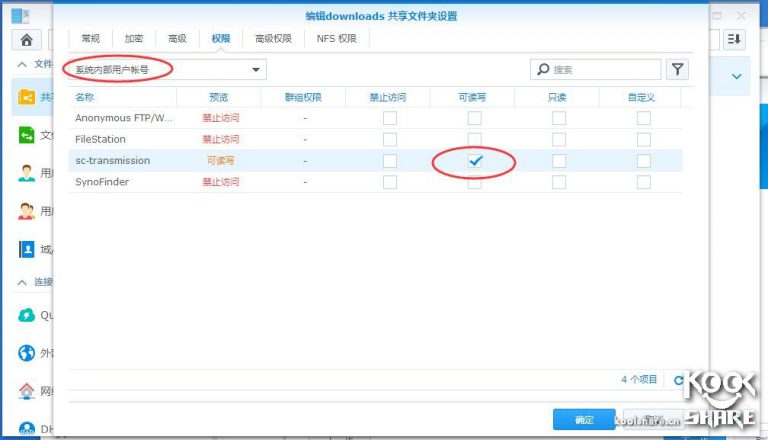 编辑downloads 共享文件夹设置
常规 加密 高级 权限 高级权限 NFS 权限
系统内部用户帐号
搜索
名称 预览 群组权限 禁止访问 可读写 只读 自定义
Anonymous FTP/W... 禁止访问 -
FileStation 禁止访问 -
sc-transmission 可读写 -
SynoFinder 禁止访问 -
4 个项目
确定
文件
共
文
用
用
域/
连接
Qu
外
网络
DH
koolshare.cn
KOOL
SHARE